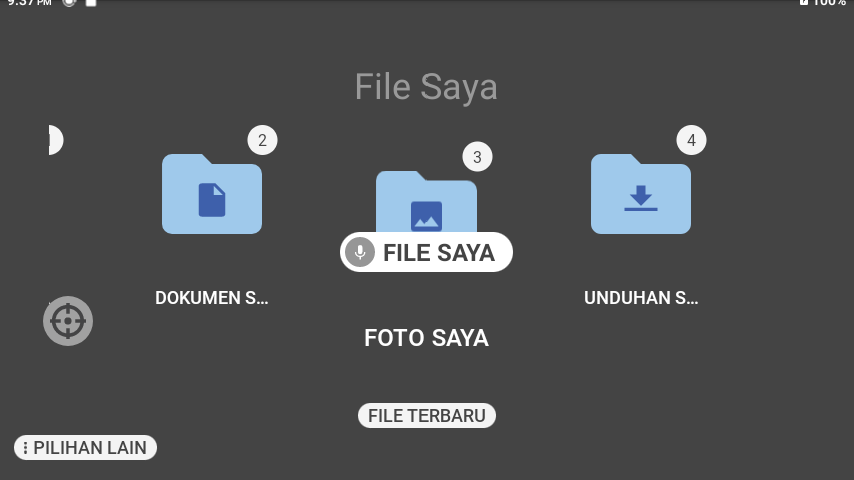 9:37 PM
100%
File Saya
2
3
4
FILE SAYA
DOKUMEN S...
UNDUHAN S...
FOTO SAYA
FILE TERBARU
PILIHAN LAIN